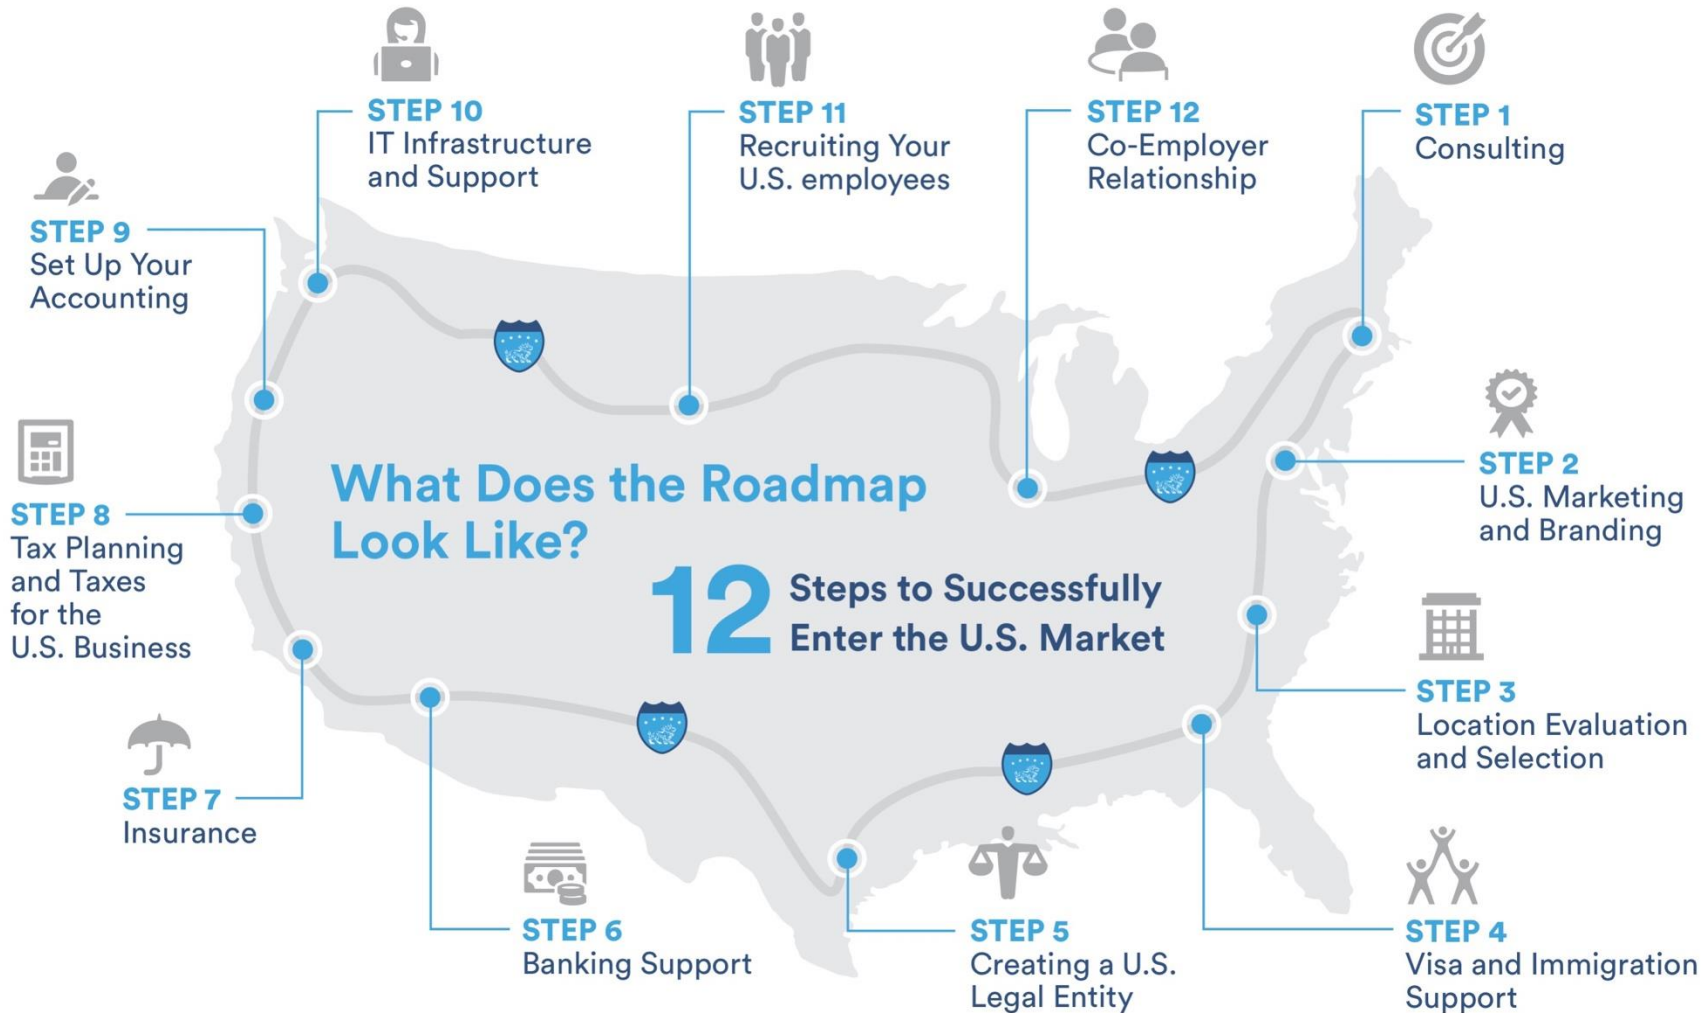 STEP 10
IT Infrastructure
and Support
STEP 11
Recruiting Your
U.S. employees
STEP 12
Co-Employer
Relationship
STEP 1
Consulting
STEP 9
Set Up Your
Accounting
STEP 8
Tax Planning
and Taxes
for the
U.S. Business
What Does the Roadmap
Look Like?
12
Steps to Successfully
Enter the U.S. Market
STEP 2
U.S. Marketing
and Branding
STEP 3
Location Evaluation
and Selection
STEP 7
Insurance
STEP 6
Banking Support
STEP 5
Creating a U.S.
Legal Entity
STEP 4
Visa and Immigration
Support